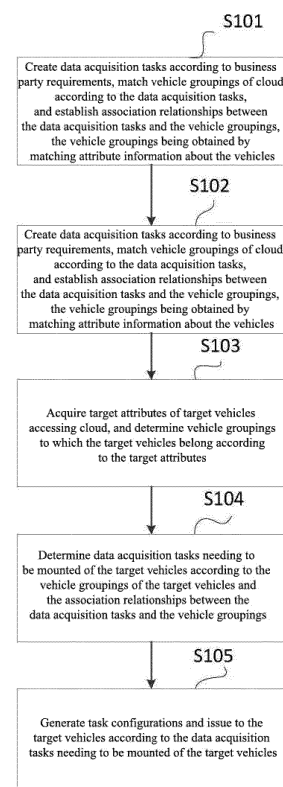 S101
Create data acquisition tasks according to business
party requirements, match vehicle groupings of cloud
according to the data acquisition tasks,
and establish association relationships between
the data acquisition tasks and the vehicle groupings,
the vehicle groupings being obtained by
matching attribute information about the vehicles
S102
Create data acquisition tasks according to business
party requirements, match vehicle groupings of cloud
according to the data acquisition tasks,
and establish association relationships between
the data acquisition tasks and the vehicle groupings,
the vehicle groupings being obtained by
matching attribute information about the vehicles
S103
Acquire target attributes of target vehicles
accessing cloud, and determine vehicle groupings
to which the target vehicles belong according
to the target attributes
S104
Determine data acquisition tasks needing to
be mounted of the target vehicles according to the
vehicle groupings of the target vehicles and
the association relationships between the
data acquisition tasks and the vehicle groupings
S105
Generate task configurations and issue to the
target vehicles according to the data acquisition
tasks needing to be mounted of the target vehicles